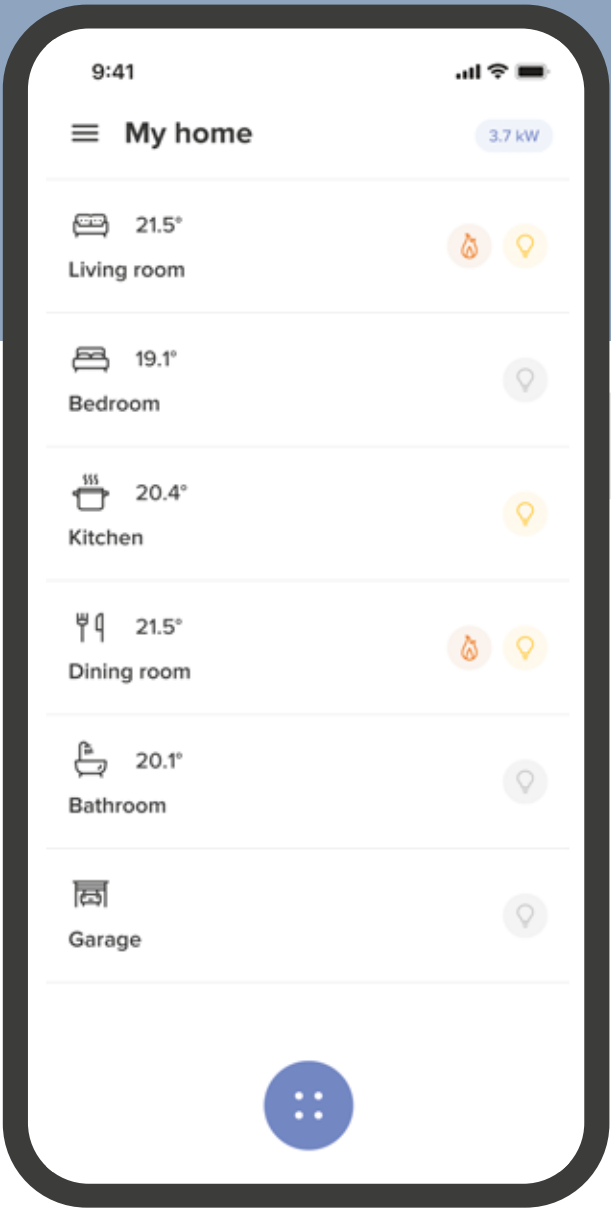 9:41
My home
3.7 kW
21.5°
Living room
19.1°
Bedroom
20.4°
Kitchen
21.5°
Dining room
20.1°
Bathroom
Garage